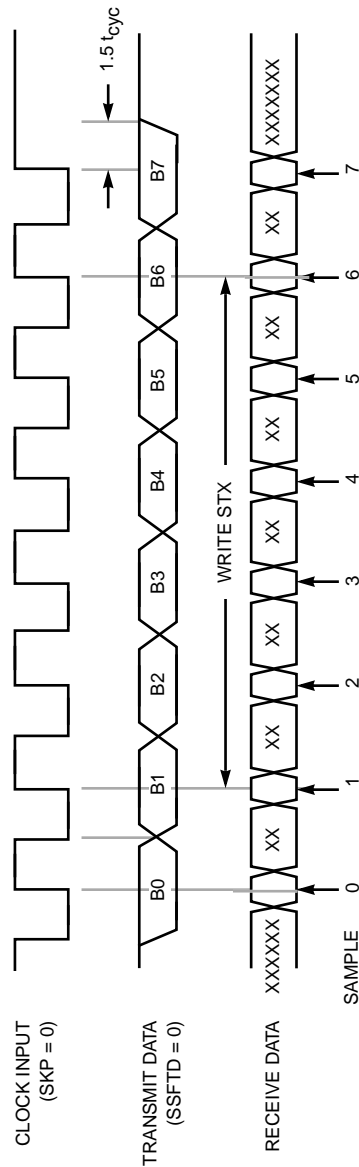 CLOCK INPUT
(SKP = 0)
1.5 tcyc
TRANSMIT DATA
(SSFTD = 0)
B0 B1 B2 B3 B4 B5 B6 B7
WRITE STX
RECEIVE DATA
XXXXXX XX XX XX XX XX XX XX XXXXXXX
SAMPLE 0 1 2 3 4 5 6 7